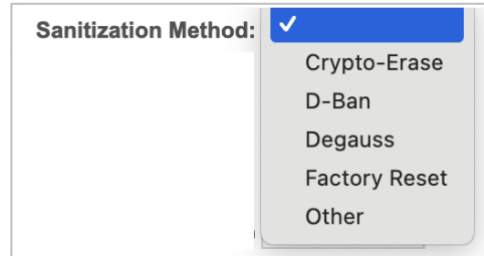 Sanitization Method:
Crypto-Erase
D-Ban
Degauss
Factory Reset
Other